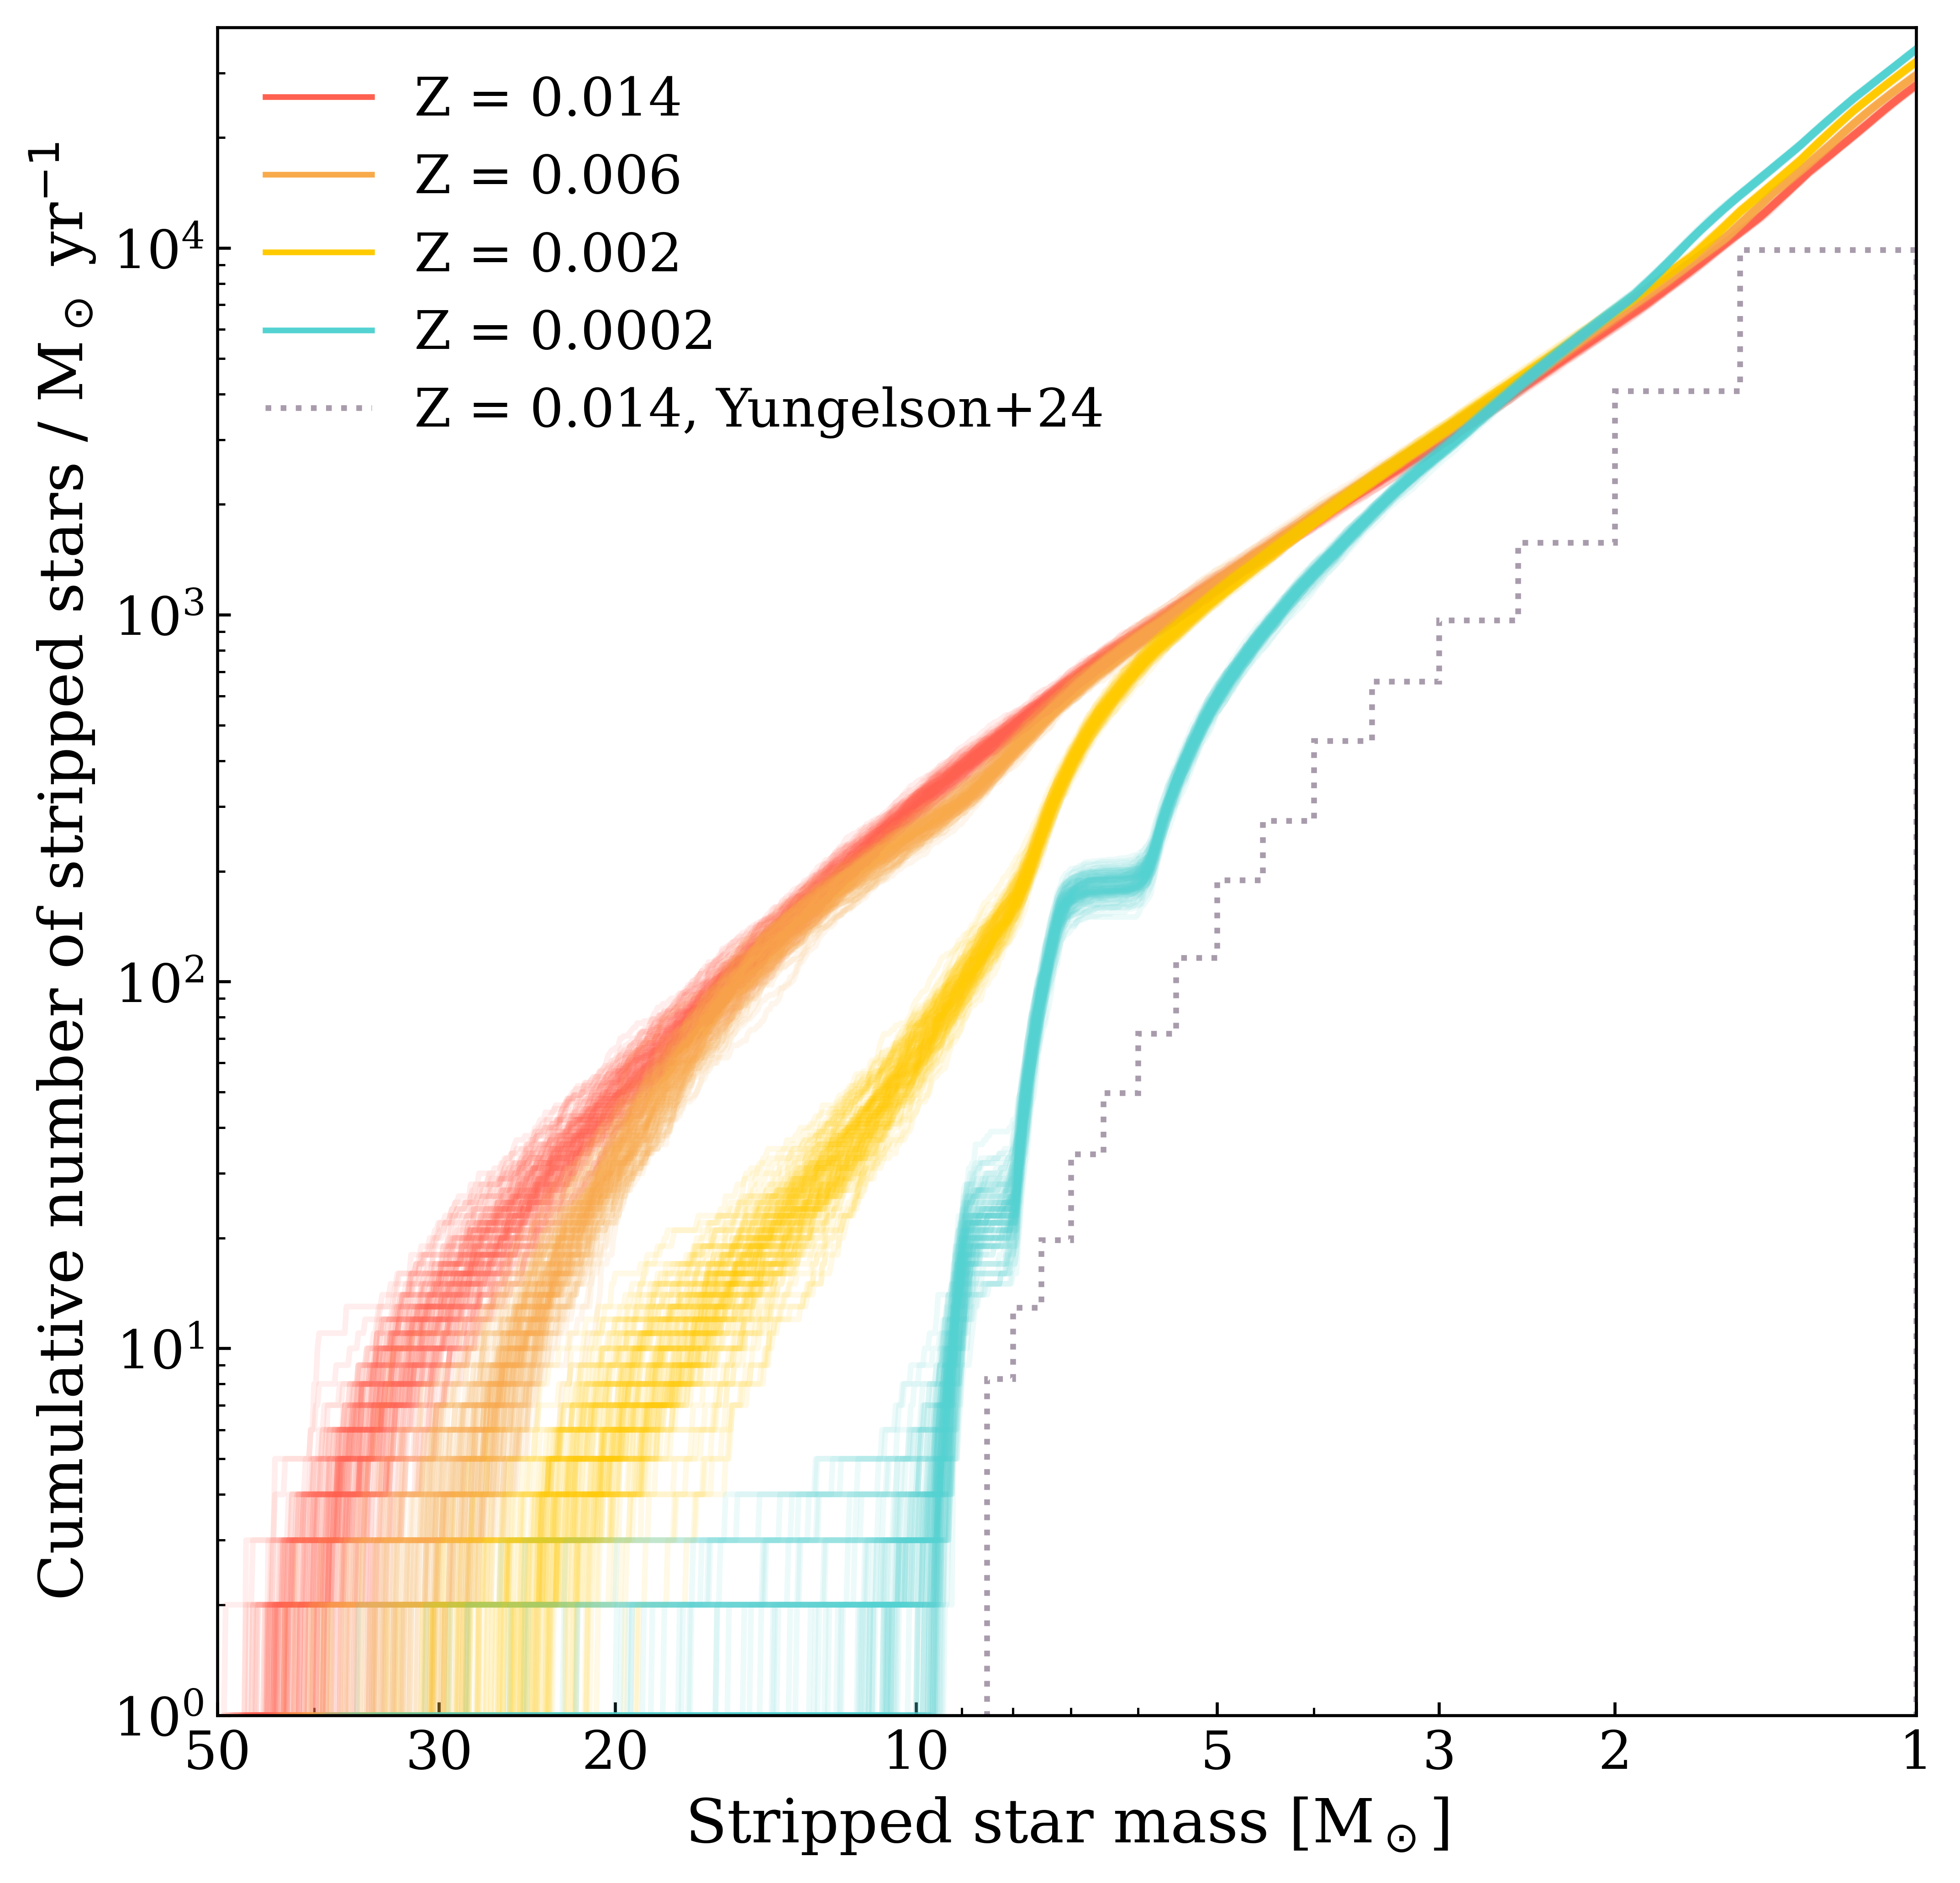 Cumulative number of stripped stars / M⊙ yr⁻¹
Z = 0.014
Z = 0.006
Z = 0.002
Z = 0.0002
Z = 0.014, Yungelson+24
10⁴
10³
10²
10¹
10⁰
50 30 20 10 5 3 2 1
Stripped star mass [M⊙]